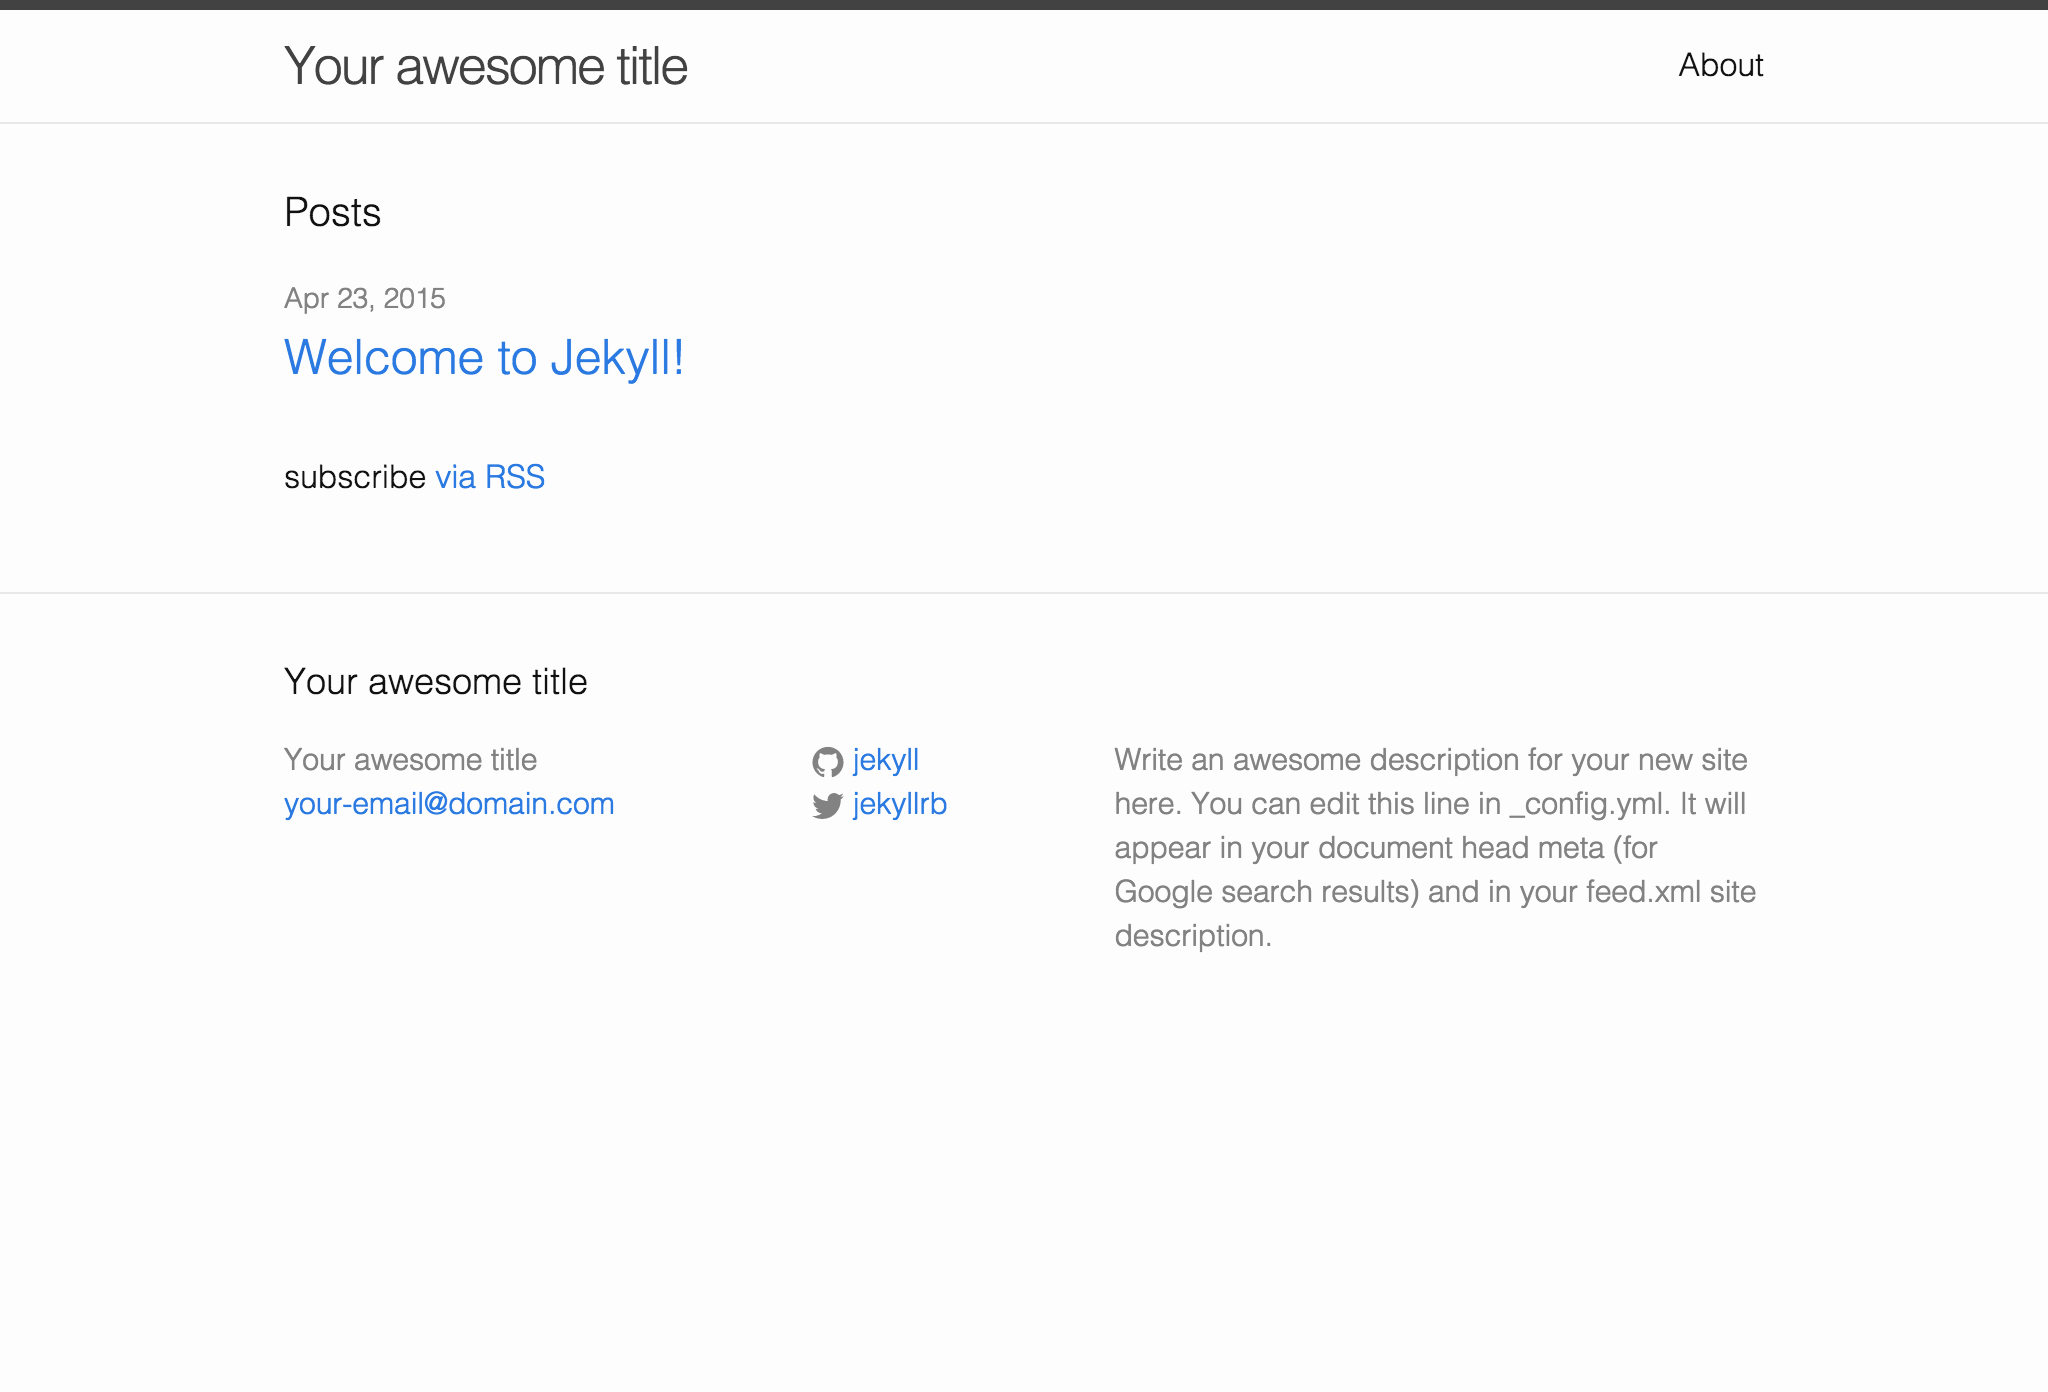 Your awesome title
About
Posts
Apr 23, 2015
Welcome to Jekyll!
subscribe via RSS
Your awesome title
Your awesome title
your-email@domain.com
jekyll
jekyllrb
Write an awesome description for your new site
here. You can edit this line in _config.yml. It will
appear in your document head meta (for
Google search results) and in your feed.xml site
description.